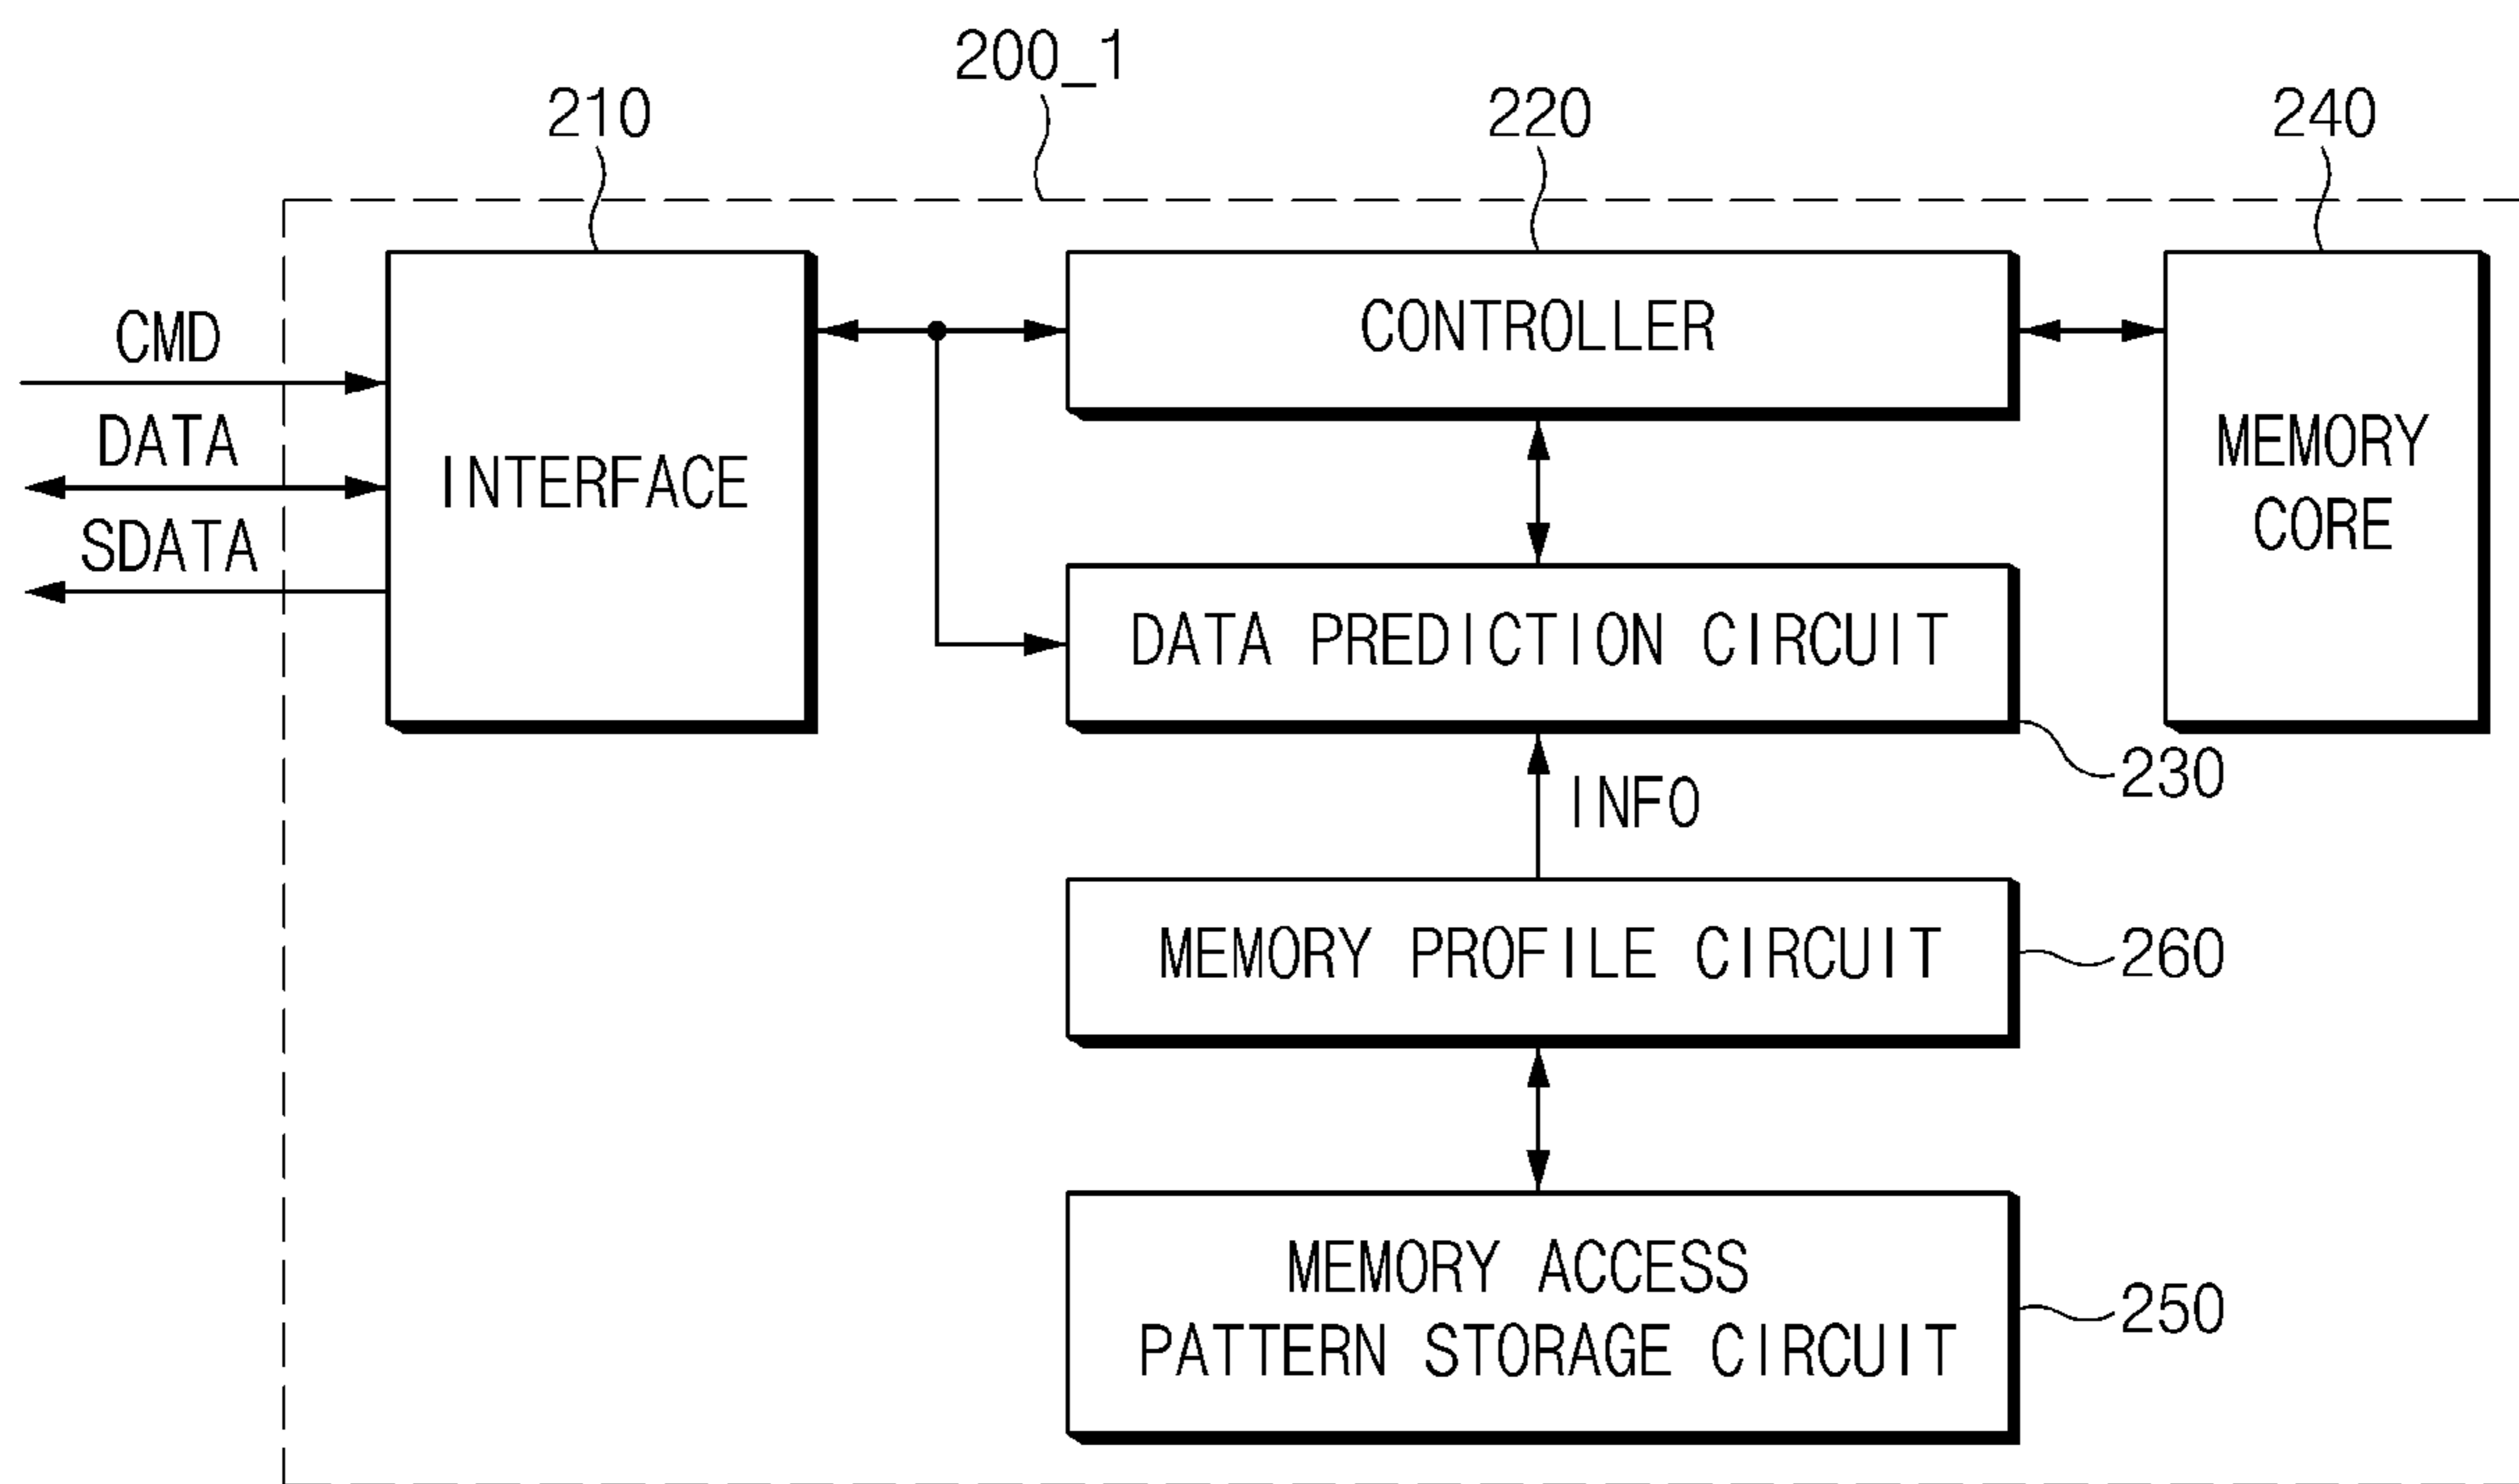 200_1
210
220
240
CMD
DATA
SDATA
INTERFACE
CONTROLLER
MEMORY
CORE
DATA PREDICTION CIRCUIT
230
INFO
MEMORY PROFILE CIRCUIT
260
MEMORY ACCESS
PATTERN STORAGE CIRCUIT
250